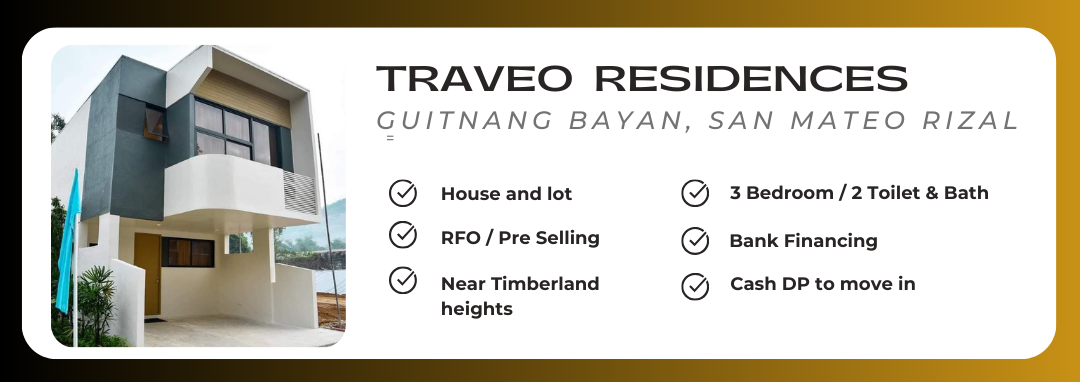 TRAVEO RESIDENCES
GUITNANG BAYAN, SAN MATEO RIZAL
=
House and lot
RFO / Pre Selling
Near Timberland
heights
3 Bedroom / 2 Toilet & Bath
Bank Financing
Cash DP to move in